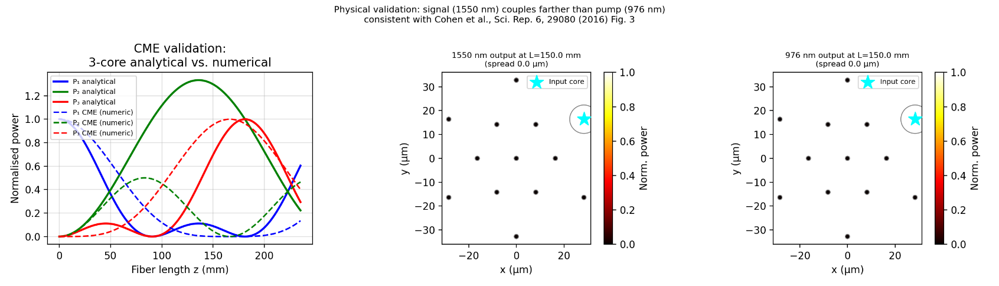 Physical validation: signal (1550 nm) couples farther than pump (976 nm)
consistent with Cohen et al., Sci. Rep. 6, 29080 (2016) Fig. 3
CME validation:
3-core analytical vs. numerical
P₁ analytical
P₂ analytical
P₃ analytical
P₁ CME (numeric)
P₂ CME (numeric)
P₃ CME (numeric)
Normalised power
1.2
1.0
0.8
0.6
0.4
0.2
0.0
0
50
100
150
200
Fiber length z (mm)
1550 nm output at L=150.0 mm
(spread 0.0 μm)
Input core
y (μm)
30
20
10
0
−10
−20
−30
−20
0
20
x (μm)
1.0
0.8
0.6
0.4
0.2
0.0
Norm. power
976 nm output at L=150.0 mm
(spread 0.0 μm)
Input core
y (μm)
30
20
10
0
−10
−20
−30
−20
0
20
x (μm)
1.0
0.8
0.6
0.4
0.2
0.0
Norm. power